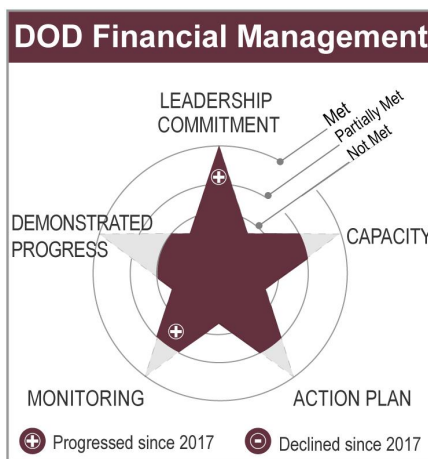 DOD Financial Management
LEADERSHIP
COMMITMENT
Met
Partially Met
Not Met
DEMONSTRATED
PROGRESS
CAPACITY
MONITORING
ACTION PLAN
Progressed since 2017
Declined since 2017